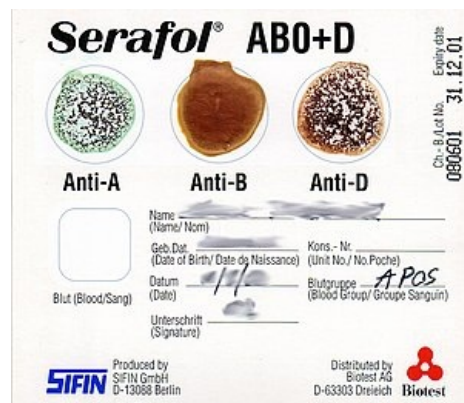 Serafol® AB0+D
Ch.-B./Lot No. Expiry date
080601 31.12.01
Anti-A Anti-B Anti-D
Name
(Name/ Nom)
Geb.Dat. Kons.- Nr.
(Date of Birth/ Date de Naissance) (Unit No./ No.Poche)
Datum Blutgruppe A POS
(Date) (Blood Group/ Groupe Sanguin)
Blut (Blood/Sang)
Unterschrift
(Signature)
SIFIN
Produced by
SIFIN GmbH
D-13088 Berlin
Distributed by
Biotest AG
D-63303 Dreieich
Biotest